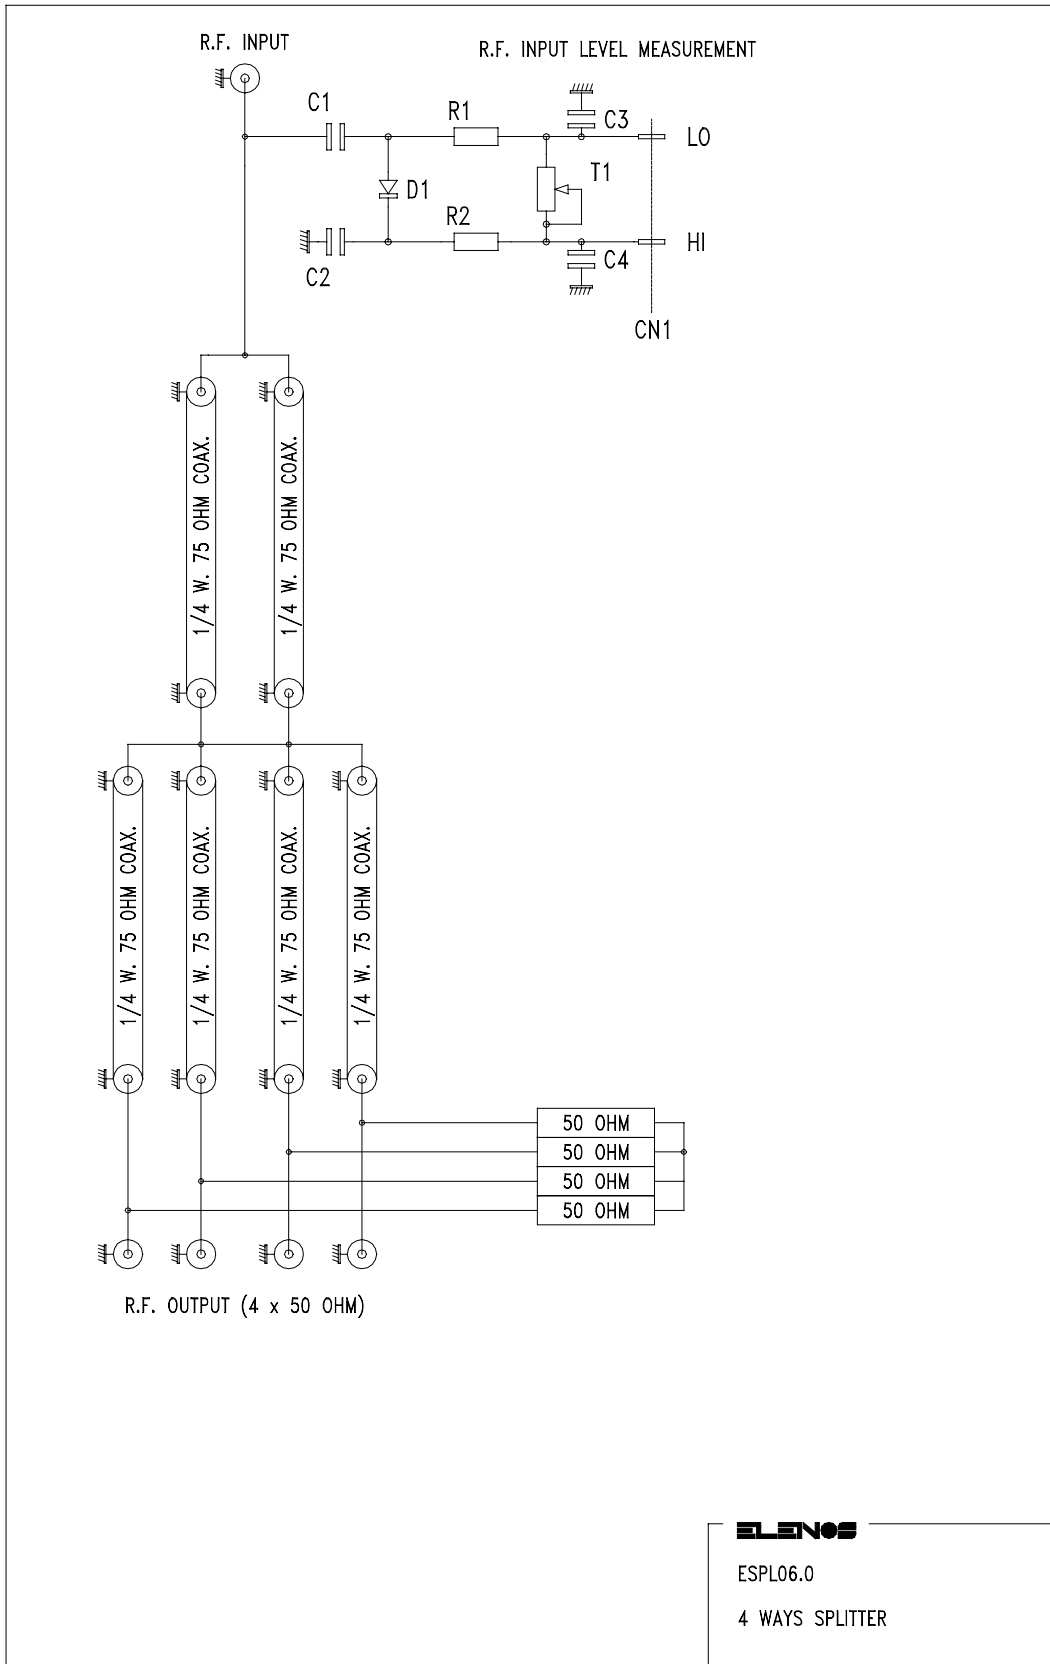 R.F. INPUT
R.F. INPUT LEVEL MEASUREMENT
C1
R1
C3
LO
T1
D1
R2
HI
C2
C4
CN1
1/4 W. 75 OHM COAX.
1/4 W. 75 OHM COAX.
1/4 W. 75 OHM COAX.
1/4 W. 75 OHM COAX.
1/4 W. 75 OHM COAX.
1/4 W. 75 OHM COAX.
50 OHM
50 OHM
50 OHM
50 OHM
R.F. OUTPUT (4 x 50 OHM)
ELENOS
ESPL06.0
4 WAYS SPLITTER